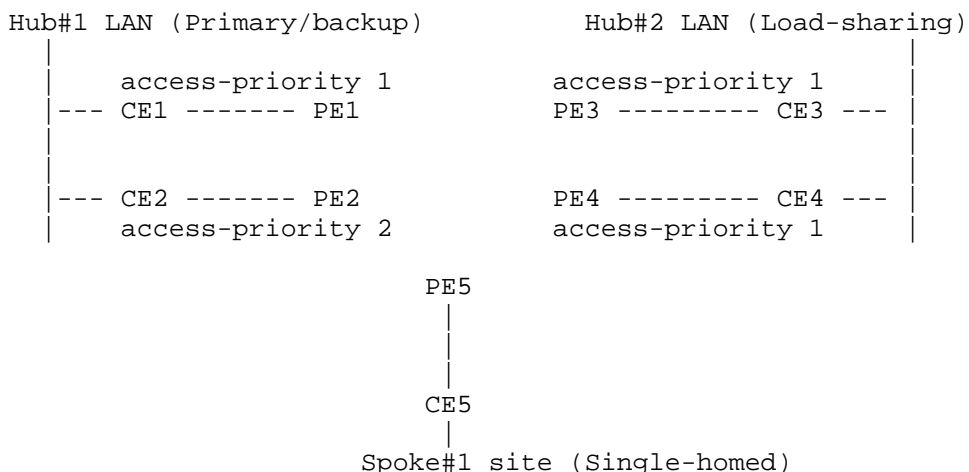 Hub#1 LAN (Primary/backup)          Hub#2 LAN (Load-sharing)
access-priority 1          access-priority 1
|--- CE1 ------- PE1          PE3 --------- CE3 --- |
|--- CE2 ------- PE2          PE4 --------- CE4 --- |
access-priority 2          access-priority 1
PE5
CE5
Spoke#1 site (Single-homed)